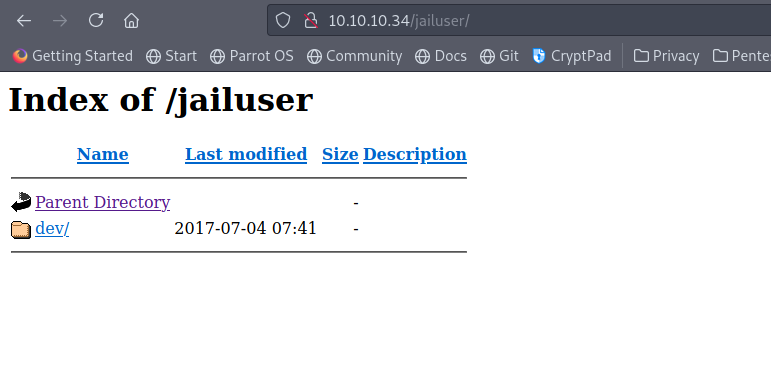 10.10.10.34/jailuser/
Getting Started Start Parrot OS Community Docs Git CryptPad Privacy Pente
Index of /jailuser
Name Last modified Size Description
Parent Directory -
dev/ 2017-07-04 07:41 -